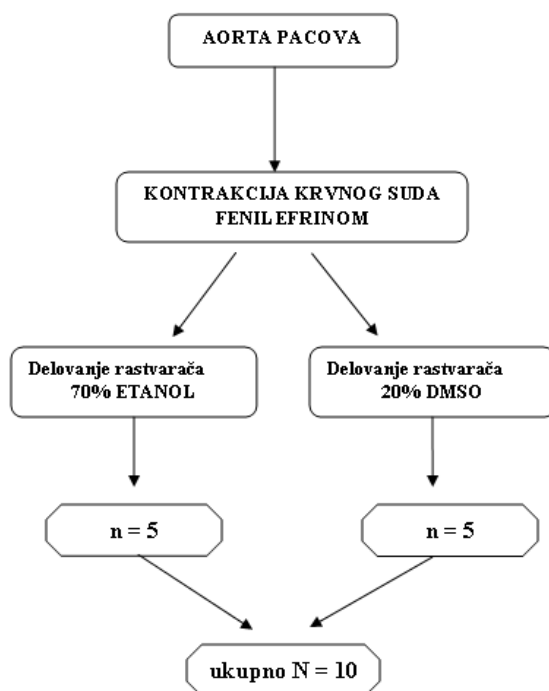 AORTA PACOVA
KONTRAKCIJA KRVNOG SUDA
FENILEFRINOM
Delovanje rastvarača
70% ETANOL
Delovanje rastvarača
20% DMSO
n = 5
n = 5
ukupno N = 10